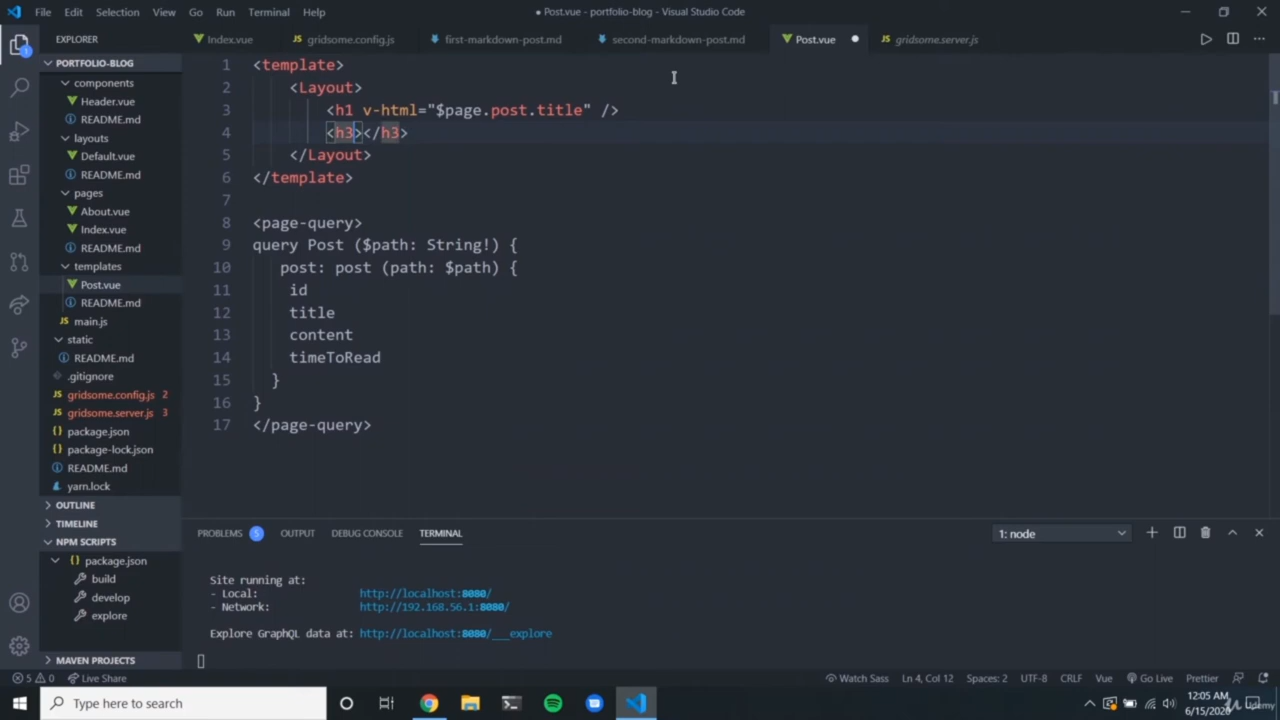 File Edit Selection View Go Run Terminal Help
● Post.vue - portfolio-blog - Visual Studio Code
EXPLORER
Index.vue
gridsome.config.js
first-markdown-post.md
second-markdown-post.md
Post.vue
gridsome.server.js
PORTFOLIO-BLOG
components
Header.vue
README.md
layouts
Default.vue
README.md
pages
About.vue
Index.vue
README.md
templates
Post.vue
README.md
main.js
static
README.md
.gitignore
gridsome.config.js 2
gridsome.server.js 3
package.json
package-lock.json
README.md
yarn.lock
OUTLINE
TIMELINE
NPM SCRIPTS
package.json
build
develop
explore
MAVEN PROJECTS
1 <template>
2 <Layout>
3 <h1 v-html="$page.post.title" />
4 <h3></h3>
5 </Layout>
6 </template>
7
8 <page-query>
9 query Post ($path: String!) {
10 post: post (path: $path) {
11 id
12 title
13 content
14 timeToRead
15 }
16 }
17 </page-query>
PROBLEMS 5 OUTPUT DEBUG CONSOLE TERMINAL
1: node
Site running at:
- Local: http://localhost:8080/
- Network: http://192.168.56.1:8080/
Explore GraphQL data at: http://localhost:8080/___explore
5 0 Live Share
Watch Sass Ln 4, Col 12 Spaces: 2 UTF-8 CRLF Vue Go Live Prettier
Type here to search
12:05 AM
6/15/2020
Udemy